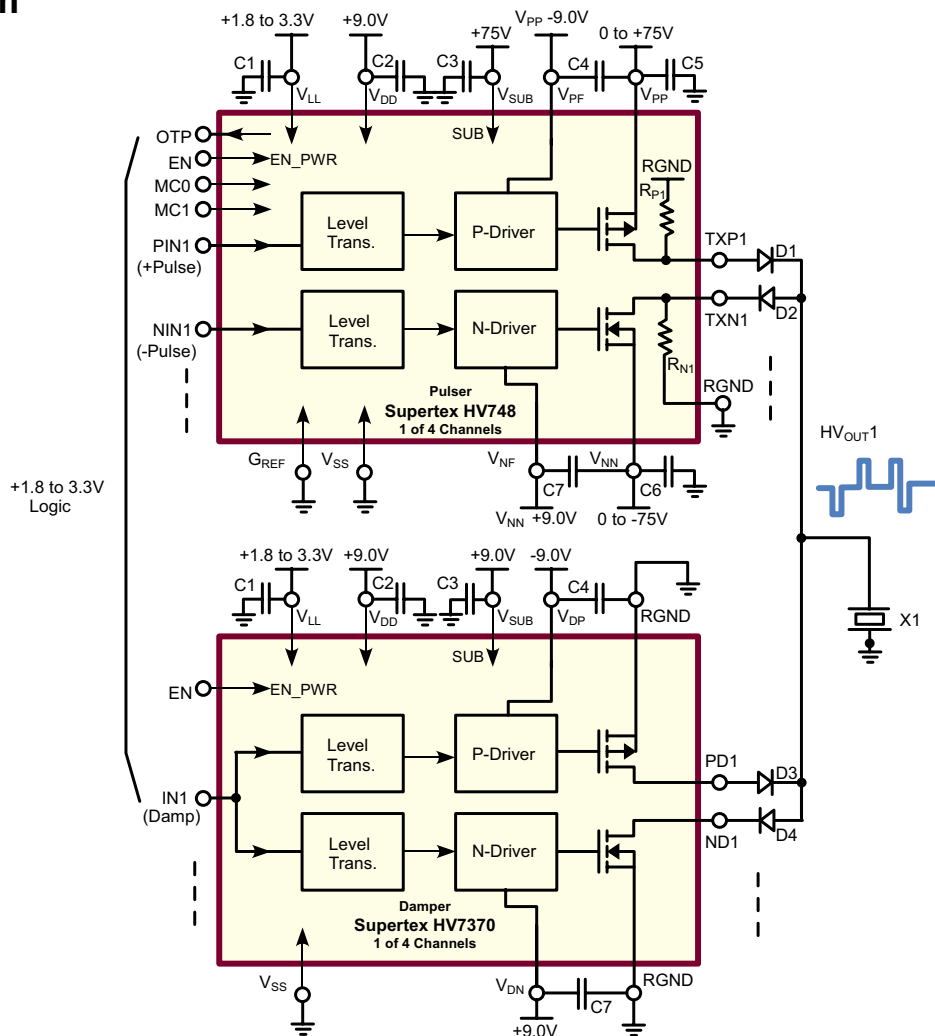 +1.8 to 3.3V
+9.0V
+75V
VPP -9.0V
0 to +75V
C1
C2
C3
C4
C5
VLL
VDD
VSUB
VPF
VPP
OTP
EN
EN_PWR
SUB
MC0
MC1
RGND
RP1
Level
Trans.
P-Driver
PIN1
(+Pulse)
TXP1
D1
TXN1
D2
Level
Trans.
N-Driver
NIN1
(-Pulse)
RN1
RGND
Pulser
Supertex HV748
1 of 4 Channels
GREF
VSS
VNF
VNN
C7
C6
VNN +9.0V
0 to -75V
HVOUT1
+1.8 to 3.3V
Logic
+1.8 to 3.3V
+9.0V
+9.0V
-9.0V
C1
C2
C3
C4
VLL
VDD
VSUB
VDP
RGND
X1
SUB
EN
EN_PWR
Level
Trans.
P-Driver
PD1
D3
IN1
(Damp)
ND1
D4
Level
Trans.
N-Driver
Damper
Supertex HV7370
1 of 4 Channels
VSS
VDN
C7
RGND
+9.0V